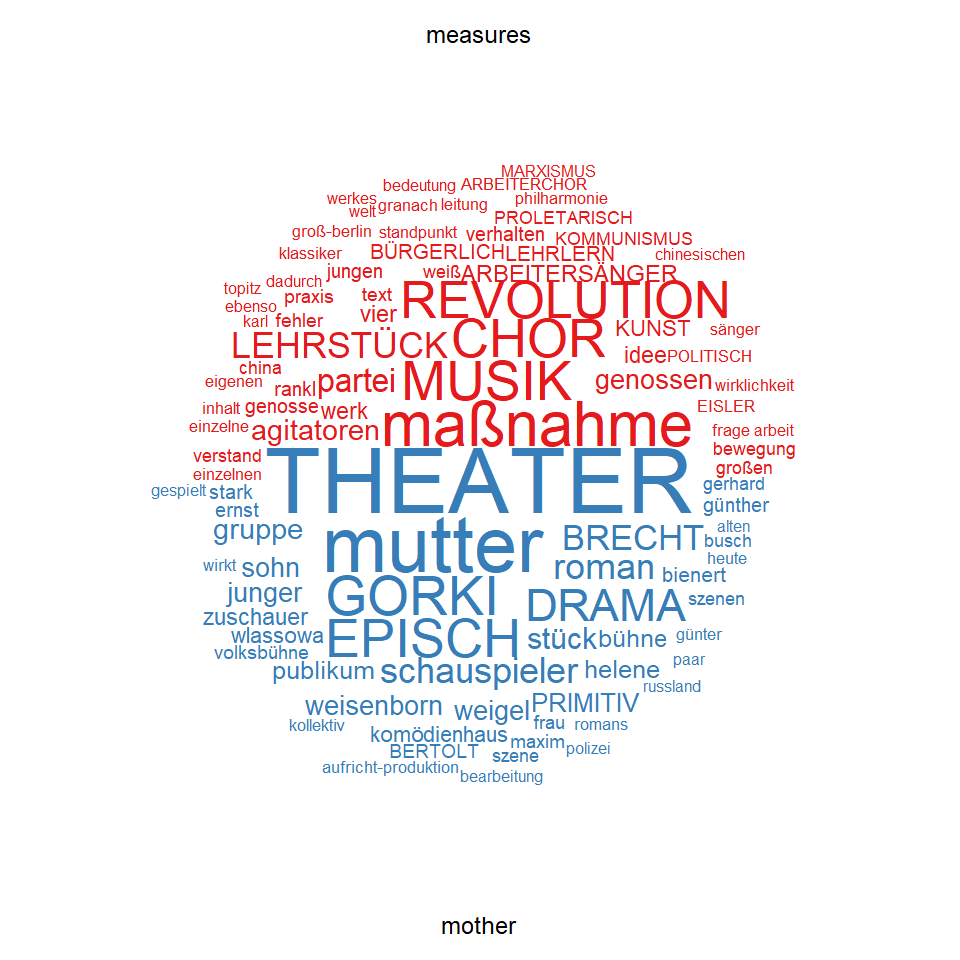 measures
MARXISMUS
bedeutung ARBEITERCHOR
werkes philharmonie
welt granach leitung
PROLETARISCH
groß-berlin standpunkt verhalten KOMMUNISMUS
klassiker BÜRGERLICH LEHRLERN chinesischen
jungen weiß ARBEITERSÄNGER
topitz dadurch
praxis text REVOLUTION
ebenso vier
karl fehler LEHRSTÜCK CHOR KUNST sänger
idee POLITISCH
china
eigenen rankl partei MUSIK genossen wirklichkeit
inhalt genosse werk EISLER
einzelne agitatoren maßnahme frage arbeit
verstand bewegung
einzelnen großen
gespielt stark THEATER gerhard
ernst günther
gruppe mutter BRECHT alten
busch
wirkt sohn roman bienert heute
junger GORKI DRAMA szenen
zuschauer
wlassowa EPISCH stück bühne günter
volksbühne
publikum schauspieler helene paar
russland
weisenborn weigel PRIMITIV
kollektiv frau romans
komödienhaus maxim
BERTOLT szene polizei
aufricht-produktion bearbeitung
mother